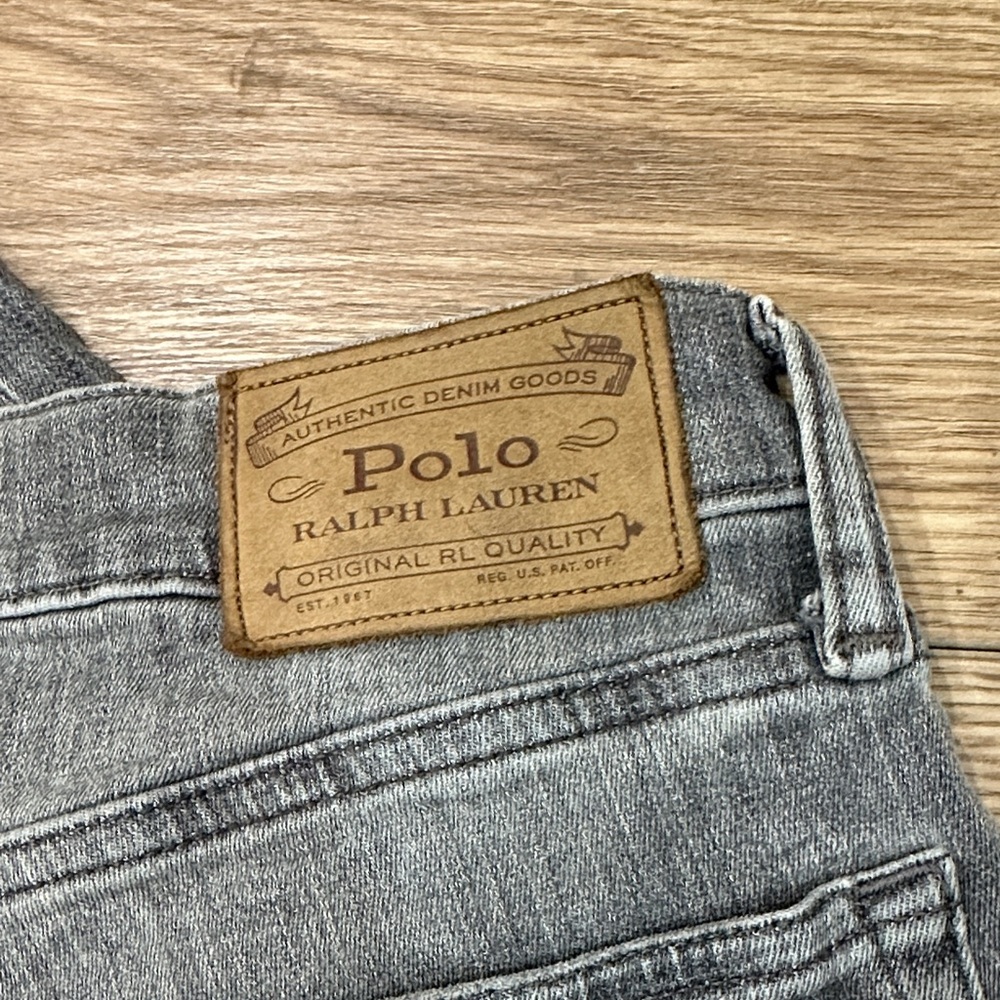 AUTHENTIC DENIM GOODS
Polo
RALPH LAUREN
ORIGINAL RL QUALITY
EST. 1967
REG. U.S. PAT. OFF.